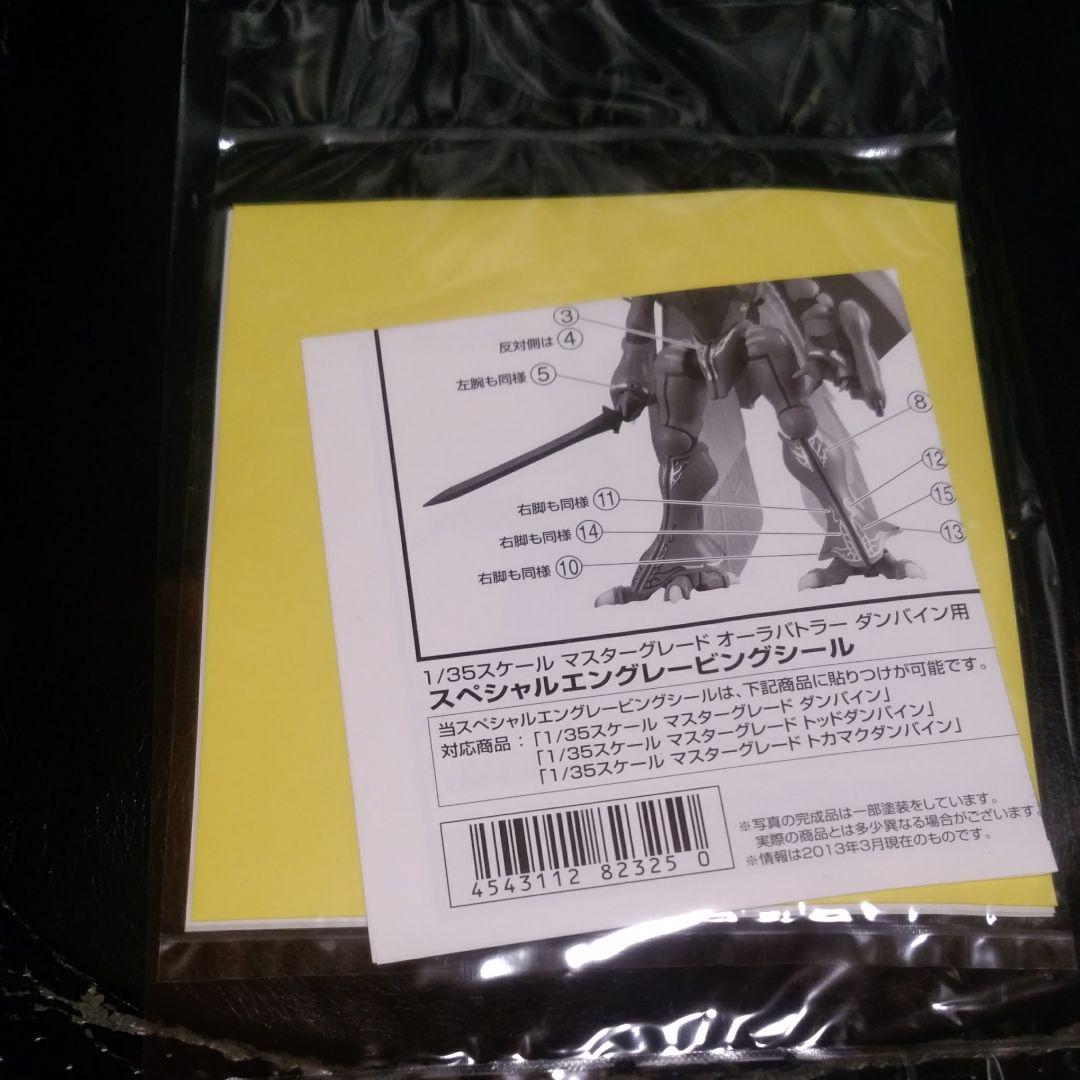 ③
反対側は④
左腕も同様⑤
⑧
⑫
右脚も同様⑪
⑮
右脚も同様⑭
⑬
右脚も同様⑩
1/35スケール マスターグレード オーラバトラー ダンバイン用
スペシャルエングレービングシール
当スペシャルエングレービングシールは、下記商品に貼りつけが可能です。
対応商品：「1/35スケール マスターグレード ダンバイン」
「1/35スケール マスターグレード トッドダンバイン」
「1/35スケール マスターグレード トカマクダンバイン」
※写真の完成品は一部塗装をしています。
実際の商品とは多少異なる場合がございます。
※情報は2013年3月現在のものです。
4543112 82325 0